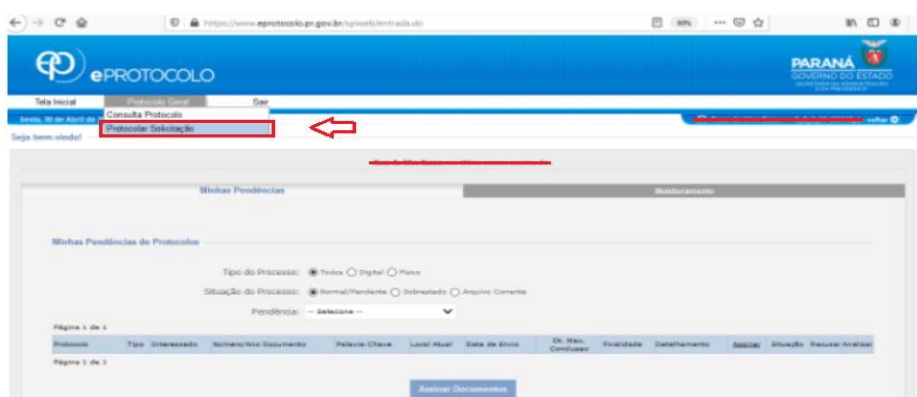 https://www.eprotocolo.pr.gov.br/spiweb/entrada.do
90%
ePROTOCOLO
PARANÁ
GOVERNO DO ESTADO
Tela Inicial Protocolo Geral Sair
Sexta, 30 de Abril de
voltar
Consulta Protocolo
Protocolar Solicitação
Seja bem-vindo!
Minhas Pendências Monitoramento
Minhas Pendências de Protocolos
Tipo do Processo: Todos Digital Físico
Situação do Processo: Normal/Pendente Sobrestado Arquivo Corrente
Pendência: -- Selecione --
Página 1 de 1
Protocolo Tipo Interessado Número/Ano Documento Palavra-Chave Local Atual Data de Envio Dt. Max. Conclusao Finalidade Detalhamento Assinar Situação Recusar Analisar
Página 1 de 1
Assinar Documentos